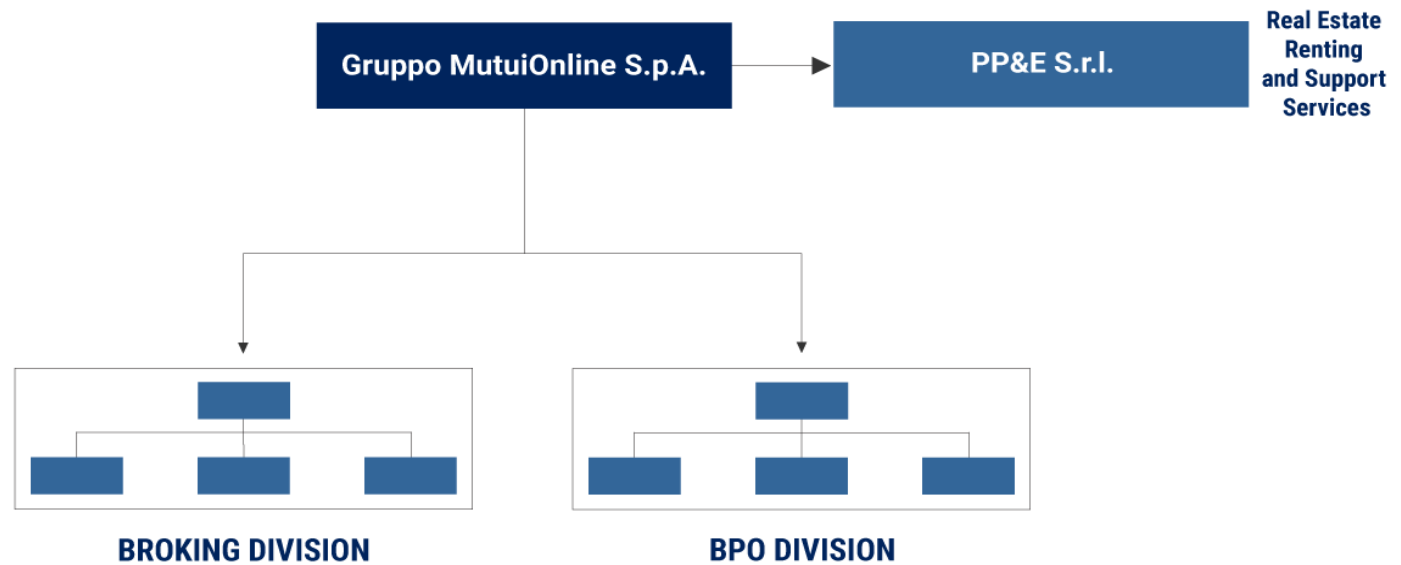 Gruppo MutuiOnline S.p.A.
PP&E S.r.l.
Real Estate
Renting
and Support
Services
BROKING DIVISION
BPO DIVISION